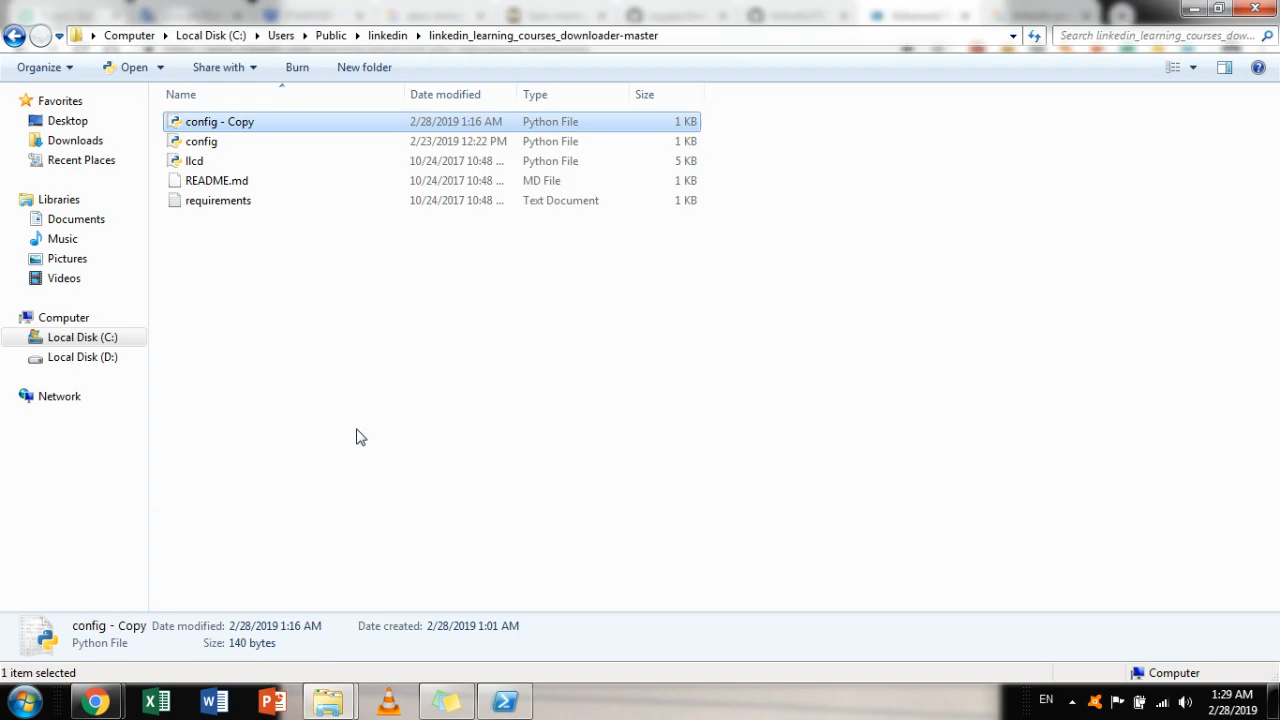 Computer Local Disk (C:) Users Public linkedin linkedin_learning_courses_downloader-master Search linkedin_learning_courses_dow...
Organize Open Share with Burn New folder
Name Date modified Type Size
config - Copy 2/28/2019 1:16 AM Python File 1 KB
config 2/23/2019 12:22 PM Python File 1 KB
llcd 10/24/2017 10:48 ... Python File 5 KB
README.md 10/24/2017 10:48 ... MD File 1 KB
requirements 10/24/2017 10:48 ... Text Document 1 KB
Favorites
Desktop
Downloads
Recent Places
Libraries
Documents
Music
Pictures
Videos
Computer
Local Disk (C:)
Local Disk (D:)
Network
config - Copy Date modified: 2/28/2019 1:16 AM Date created: 2/28/2019 1:01 AM
Python File Size: 140 bytes
1 item selected Computer
EN 1:29 AM
2/28/2019